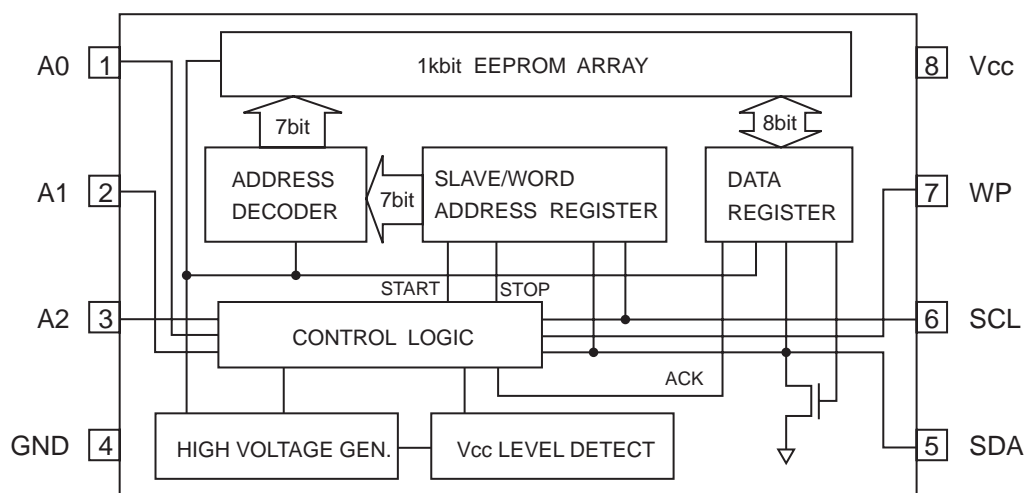 A0 1
1kbit EEPROM ARRAY
8 Vcc
7bit
8bit
A1 2
ADDRESS
DECODER
7bit
SLAVE/WORD
ADDRESS REGISTER
DATA
REGISTER
7 WP
START
STOP
A2 3
CONTROL LOGIC
6 SCL
ACK
GND 4
HIGH VOLTAGE GEN.
Vcc LEVEL DETECT
5 SDA